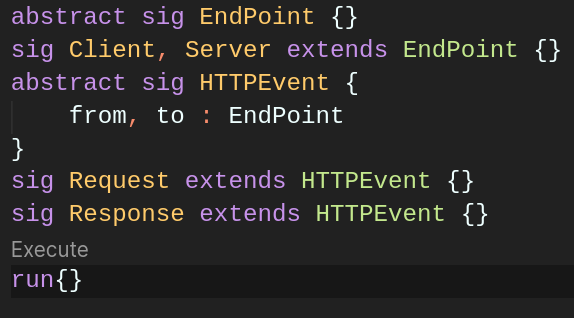 abstract sig EndPoint {}
sig Client, Server extends EndPoint {}
abstract sig HTTPEvent {
    from, to : EndPoint
}
sig Request extends HTTPEvent {}
sig Response extends HTTPEvent {}
Execute
run{}